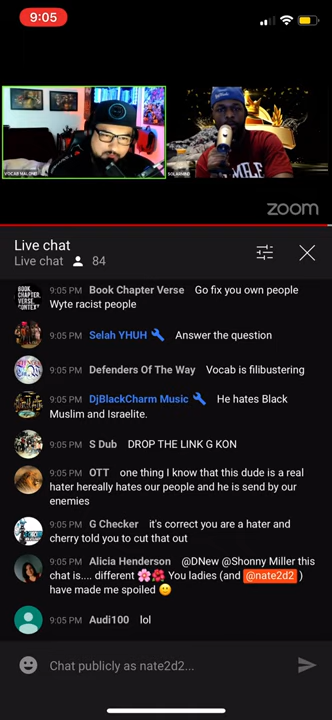 9:05
VOCAB MALONE
zoom
Live chat
Live chat 84
BOOK
CHAPTER
VERSE
CONTEXT
9:05 PM Book Chapter Verse Go fix you own people
Wyte racist people
9:05 PM Selah YHUH Answer the question
9:05 PM Defenders Of The Way Vocab is filibustering
9:05 PM DjBlackCharm Music He hates Black
Muslim and Israelite.
9:05 PM S Dub DROP THE LINK G KON
9:05 PM OTT one thing I know that this dude is a real
hater hereally hates our people and he is send by our
enemies
9:05 PM G Checker it's correct you are a hater and
cherry told you to cut that out
9:05 PM Alicia Henderson @DNew @Shonny Miller this
chat is.... different 🌸🌺 You ladies (and @nate2d2 )
have made me spoiled 🙂
9:05 PM Audi100 lol
Chat publicly as nate2d2...